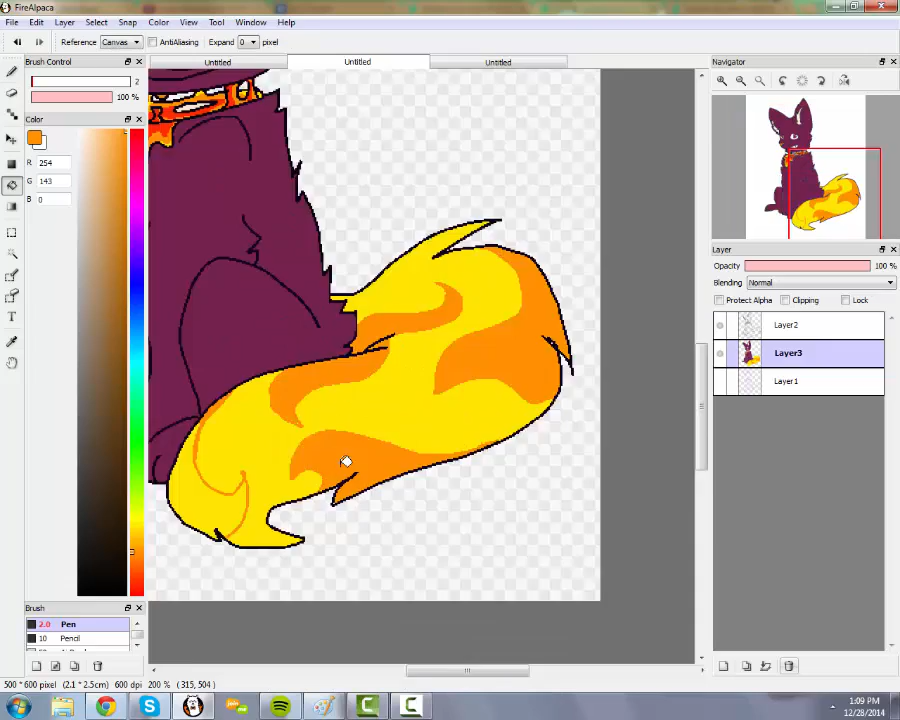 FireAlpaca
File Edit Layer Select Snap Color View Tool Window Help
Reference Canvas AntiAliasing Expand 0 pixel
Brush Control
Untitled Untitled Untitled
Navigator
2
100 %
Color
R 254
G 143
B 0
Layer
Opacity 100 %
Blending Normal
Protect Alpha Clipping Lock
Layer2
Layer3
Layer1
Brush
2.0 Pen
10 Pencil
500 * 600 pixel (2.1 * 2.5cm) 600 dpi 200 % ( 315, 504 )
1:09 PM
12/28/2014